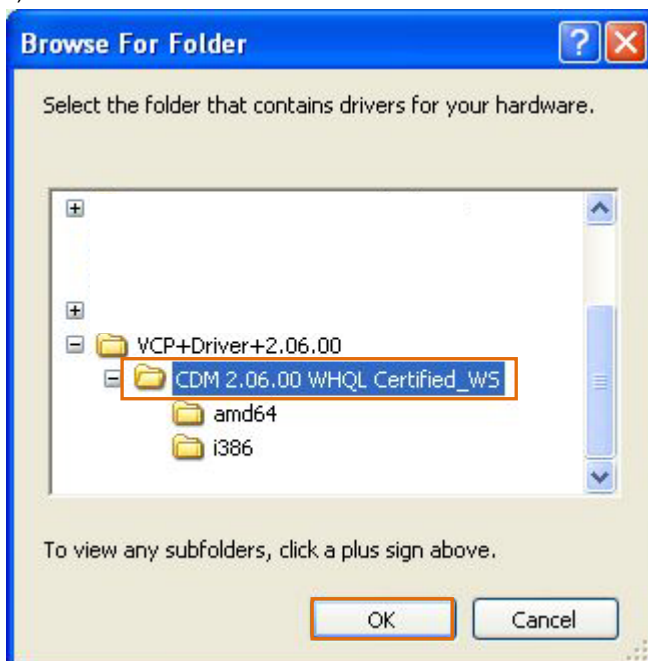 Browse For Folder
Select the folder that contains drivers for your hardware.
VCP+Driver+2.06.00
CDM 2.06.00 WHQL Certified_WS
amd64
i386
To view any subfolders, click a plus sign above.
OK Cancel